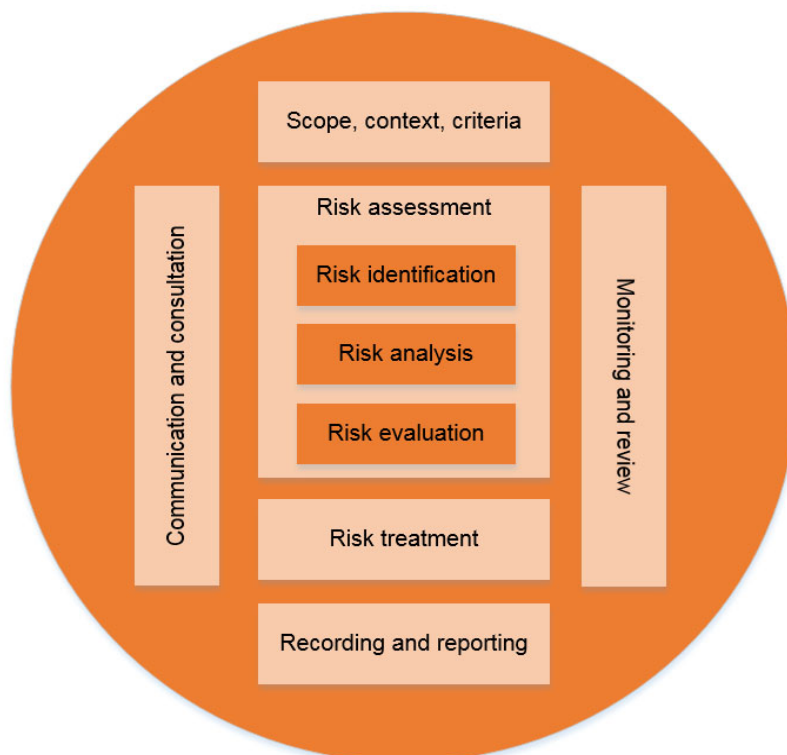 Scope, context, criteria
Communication and consultation
Risk assessment
Risk identification
Risk analysis
Risk evaluation
Monitoring and review
Risk treatment
Recording and reporting